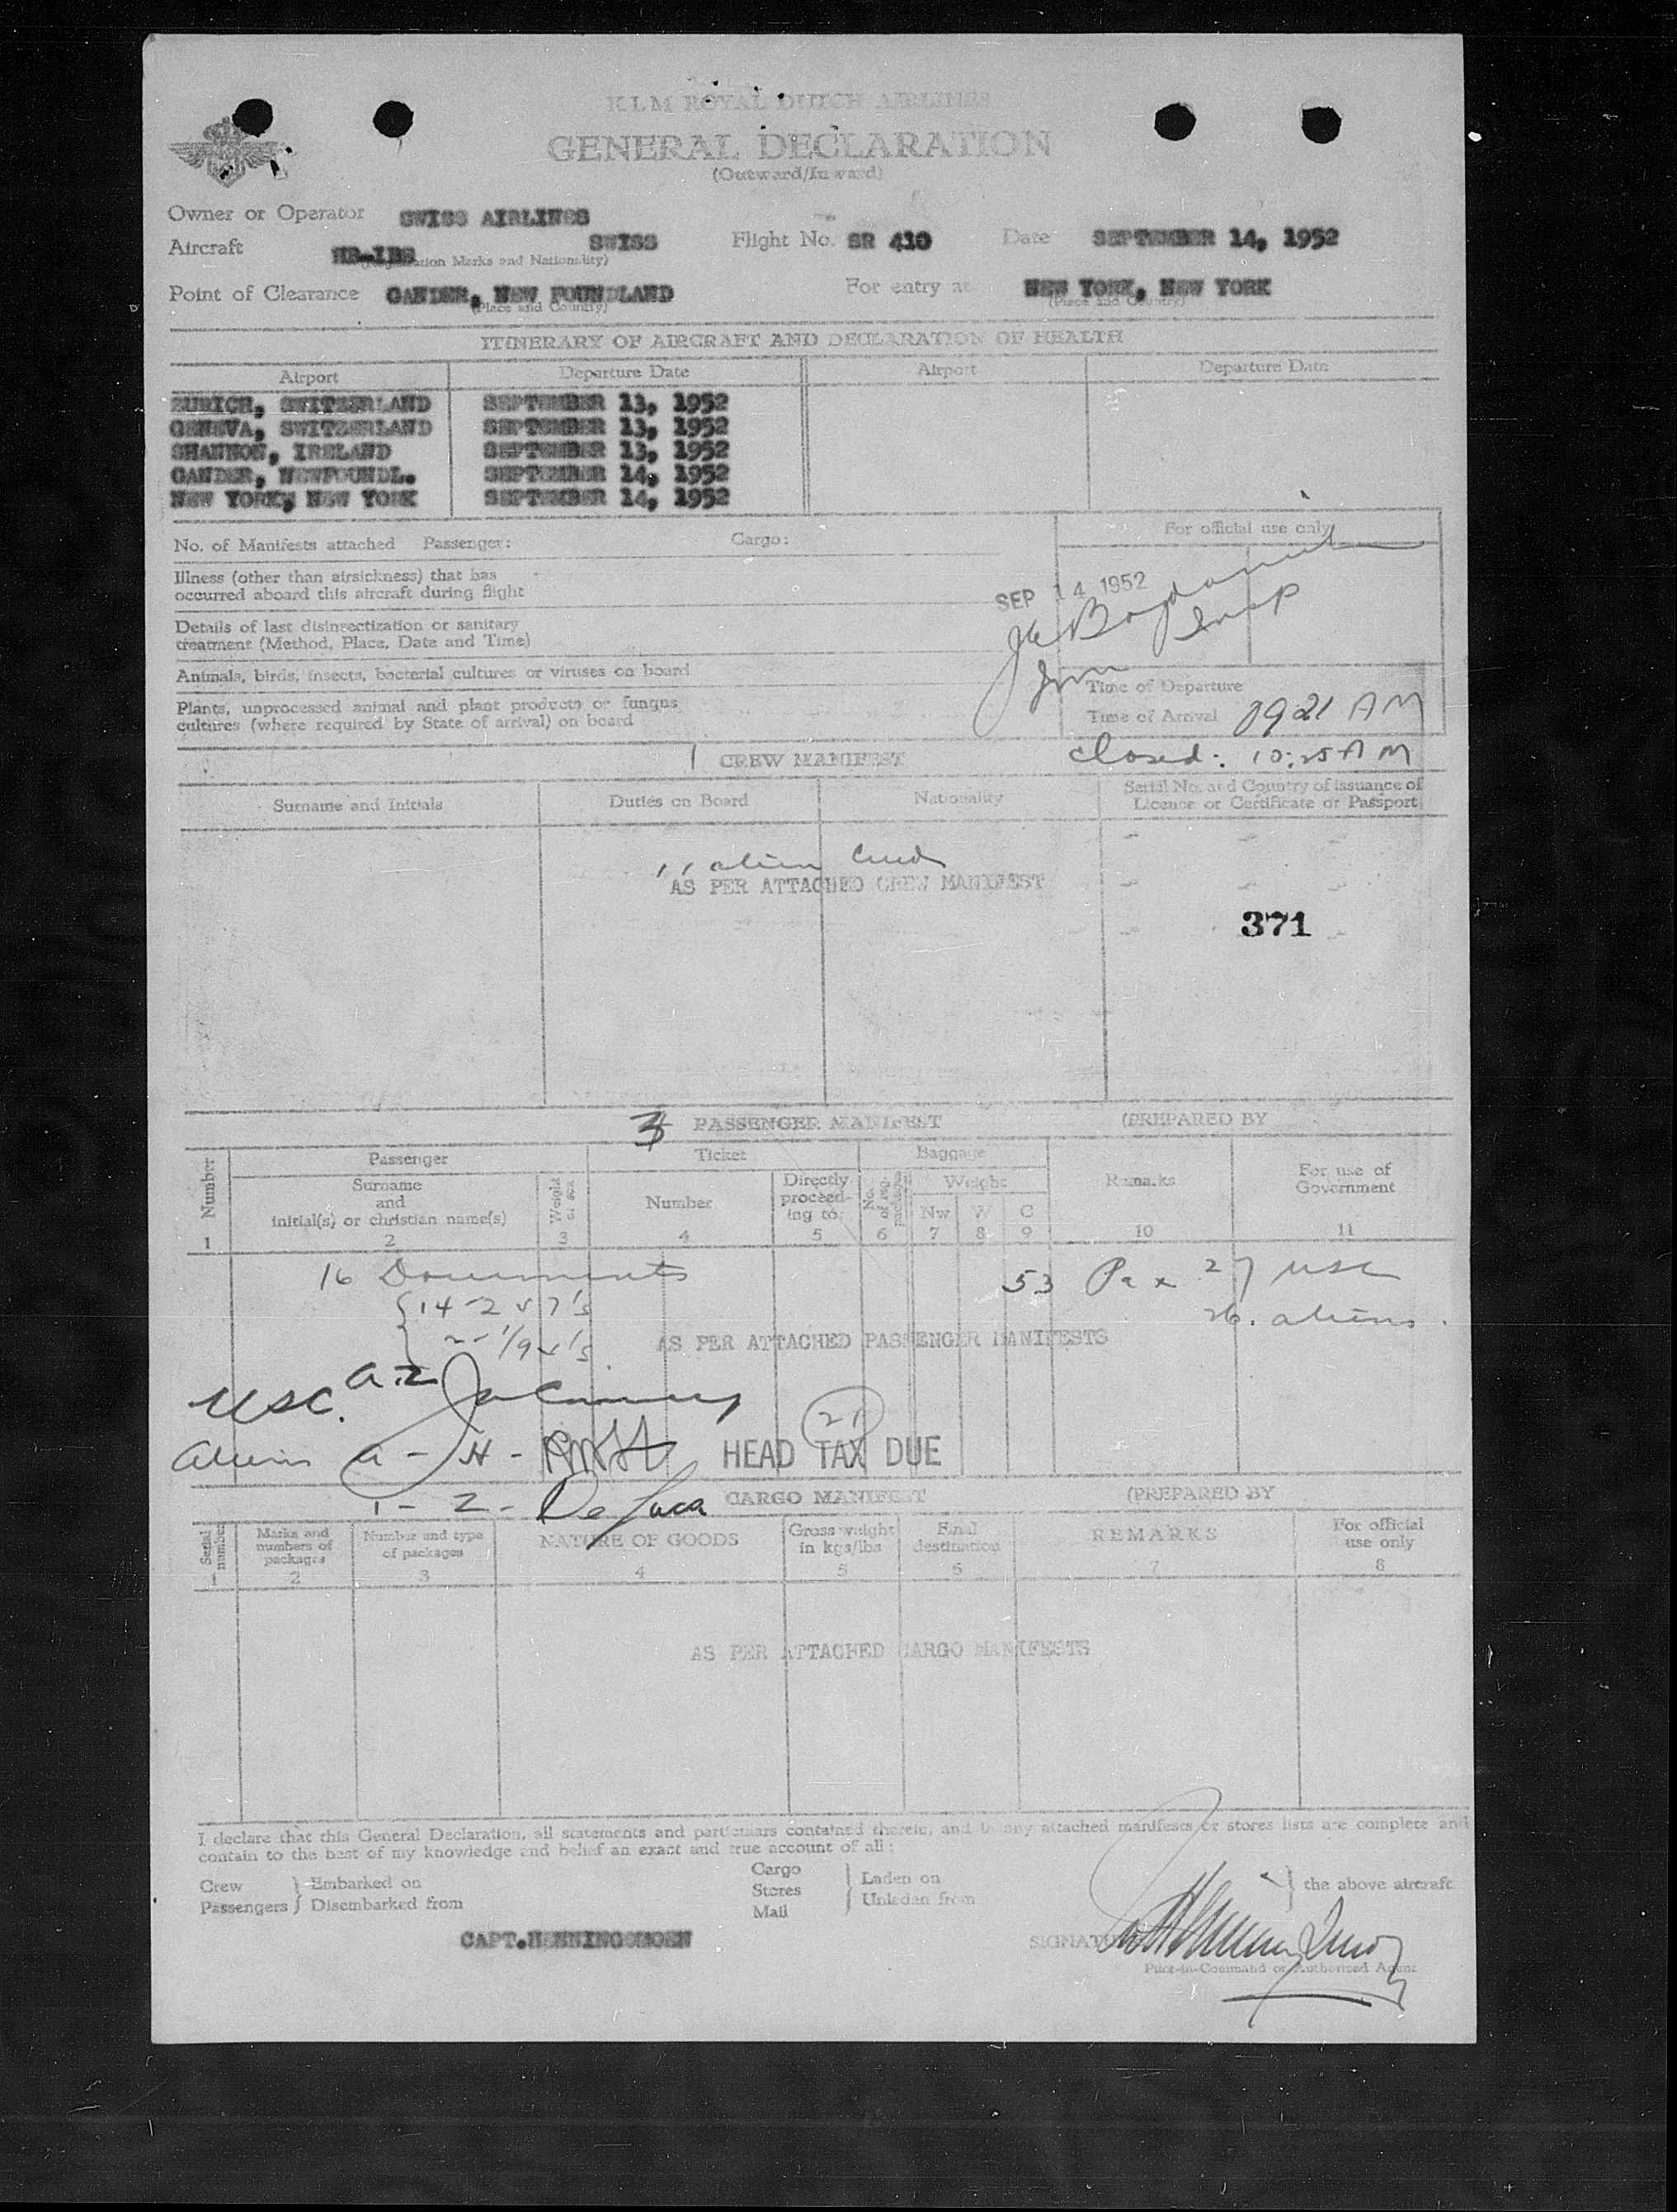 KLM ROYAL DUTCH AIRLINES
GENERAL DECLARATION
(Outward/Inward)
Owner or Operator SWISS AIRLINES
Aircraft HB-IBS SWISS Flight No. SR 410 Date SEPTEMBER 14, 1952
(Registration Marks and Nationality)
Point of Clearance GANDER, NEW FOUNDLAND For entry at NEW YORK, NEW YORK
(Place and Country) (Place and Country)
ITINERARY OF AIRCRAFT AND DECLARATION OF HEALTH
Airport Departure Date Airport Departure Date
ZURICH, SWITZERLAND SEPTEMBER 13, 1952
GENEVA, SWITZERLAND SEPTEMBER 13, 1952
SHANNON, IRELAND SEPTEMBER 13, 1952
GANDER, NEWFOUNDL. SEPTEMBER 14, 1952
NEW YORK, NEW YORK SEPTEMBER 14, 1952
For official use only
No. of Manifests attached Passenger: Cargo:
Illness (other than airsickness) that has
occurred aboard this aircraft during flight
SEP 14 1952
Details of last disinsectization or sanitary
treatment (Method, Place, Date and Time)
Insp
Animals, birds, insects, bacterial cultures or viruses on board
Imm
Time of Departure
Plants, unprocessed animal and plant products or fungus
cultures (where required by State of arrival) on board
Time of Arrival 0921 AM
closed: 10:25 AM
1 CREW MANIFEST
Surname and Initials Duties on Board Nationality Serial No. and Country of issuance of
Licence or Certificate or Passport
11 alien
AS PER ATTACHED CREW MANIFEST
371
3 PASSENGER MANIFEST (PREPARED BY
Number Passenger Ticket Baggage Remarks For use of
Government
Surname
and
initial(s) or christian name(s)
Weight
or sex
Number Directly
proceed-
ing to:
No.
of reg.
packages
Weight
Nw W C
1 2 3 4 5 6 7 8 9 10 11
16 Documents 53 Pax 27 USC
26. aliens.
AS PER ATTACHED PASSENGER MANIFESTS
USC. a-z
aliens a - H -
21
HEAD TAX DUE
1 - Z - De Luca
CARGO MANIFEST (PREPARED BY
Serial
number
Marks and
numbers of
packages
Number and type
of packages
NATURE OF GOODS
Gross weight
in kgs/lbs
Final
destination
REMARKS
For official
use only
1 2 3 4 5 6 7 8
AS PER ATTACHED CARGO MANIFESTS
I declare that this General Declaration, all statements and particulars contained therein, and in any attached manifests or stores lists are complete and
contain to the best of my knowledge and belief an exact and true account of all:
Crew
Passengers
Embarked on
Disembarked from
Cargo
Stores
Mail
Laden on
Unladen from
the above aircraft
CAPT.HENNINGSMOEN
SIGNATURE
Pilot-in-Command or Authorised Agent